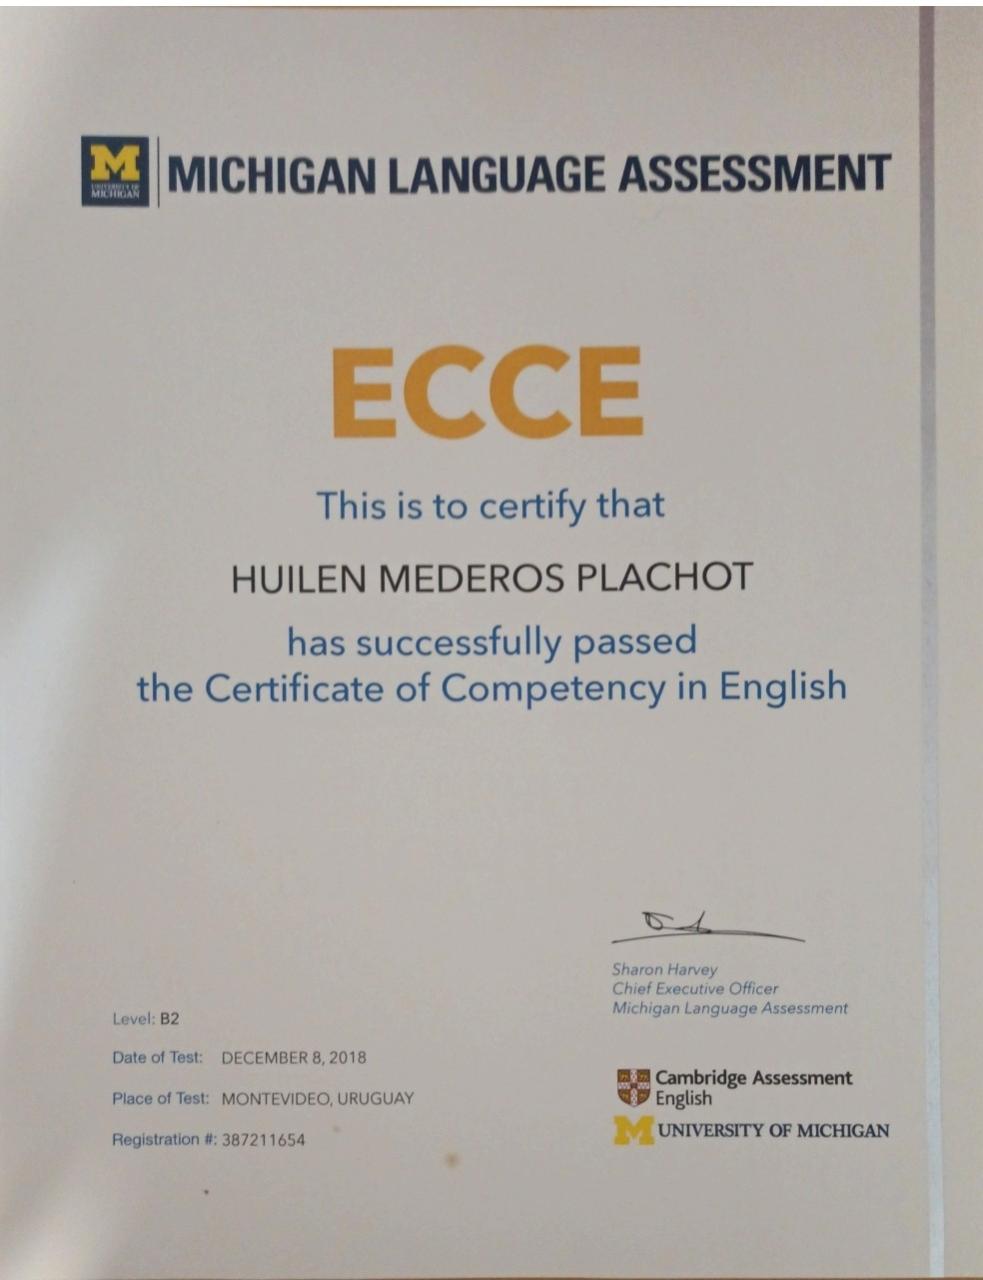 M
UNIVERSITY OF
MICHIGAN
MICHIGAN LANGUAGE ASSESSMENT
ECCE
This is to certify that
HUILEN MEDEROS PLACHOT
has successfully passed
the Certificate of Competency in English
Sharon Harvey
Chief Executive Officer
Michigan Language Assessment
Level: B2
Date of Test: DECEMBER 8, 2018
Place of Test: MONTEVIDEO, URUGUAY
Registration #: 387211654
Cambridge Assessment
English
M UNIVERSITY OF MICHIGAN